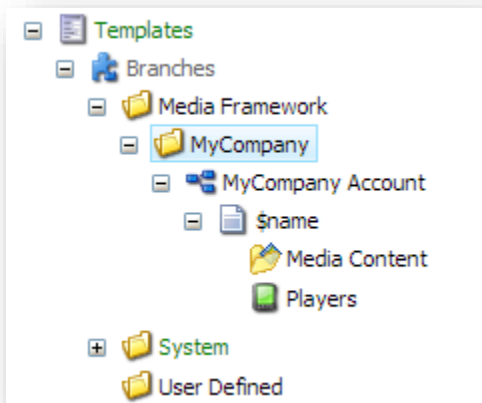 Templates
Branches
Media Framework
MyCompany
MyCompany Account
$name
Media Content
Players
System
User Defined